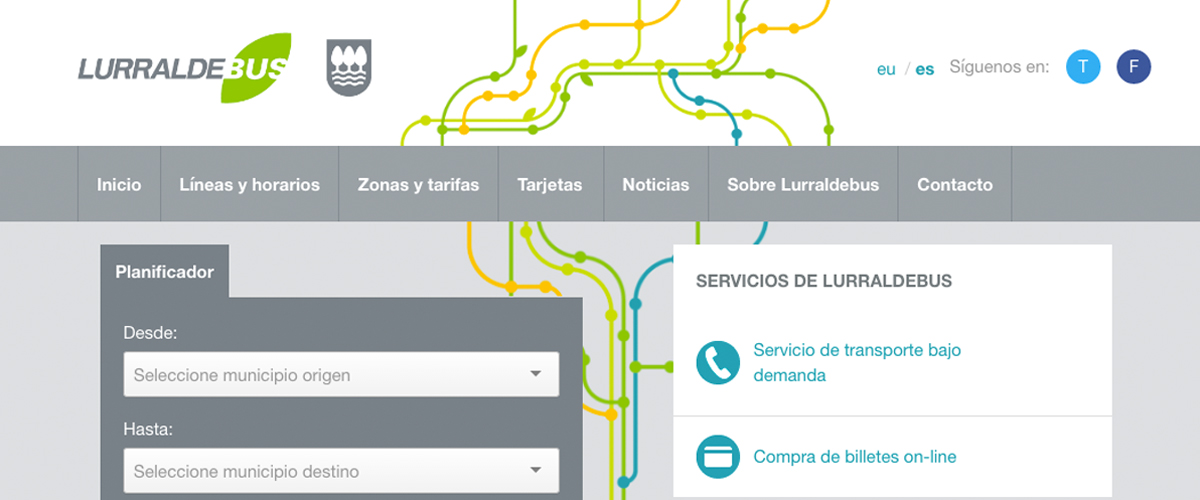 LURRALDEBUS
eu / es Síguenos en: T F
Inicio Líneas y horarios Zonas y tarifas Tarjetas Noticias Sobre Lurraldebus Contacto
Planificador
Desde:
Seleccione municipio origen
Hasta:
Seleccione municipio destino
SERVICIOS DE LURRALDEBUS
Servicio de transporte bajo
demanda
Compra de billetes on-line